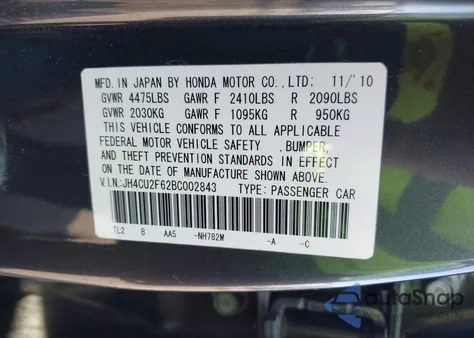 MFD. IN JAPAN BY HONDA MOTOR CO.,LTD. 11/'10
GVWR 4475LBS GAWR F 2410LBS R 2090LBS
GVWR 2030KG GAWR F 1095KG R 950KG
THIS VEHICLE CONFORMS TO ALL APPLICABLE
FEDERAL MOTOR VEHICLE SAFETY ,BUMPER,
AND THEFT PREVENTION STANDARDS IN EFFECT
ON THE DATE OF MANUFACTURE SHOWN ABOVE.
V.I.N:JH4CU2F62BC002843 TYPE: PASSENGER CAR
TL2 B AA5 -NH782M -A -C
autoShap